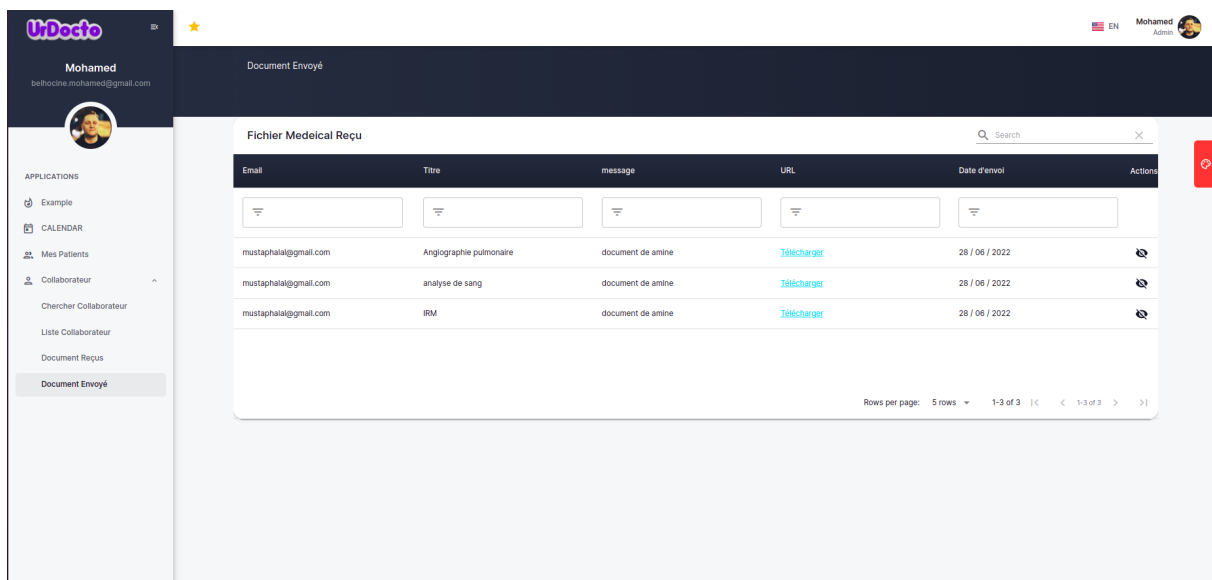 UrDocto
EN
Mohamed
Admin
Mohamed
belhocine.mohamed@gmail.com
APPLICATIONS
Example
CALENDAR
Mes Patients
Collaborateur
Chercher Collaborateur
Liste Collaborateur
Document Reçus
Document Envoyé
Document Envoyé
Fichier Medeical Reçu
Search
Email Titre message URL Date d'envoi Actions
mustaphalal@gmail.com Angiographie pulmonaire document de amine Télécharger 28 / 06 / 2022
mustaphalal@gmail.com analyse de sang document de amine Télécharger 28 / 06 / 2022
mustaphalal@gmail.com IRM document de amine Télécharger 28 / 06 / 2022
Rows per page: 5 rows 1-3 of 3 1-3 of 3